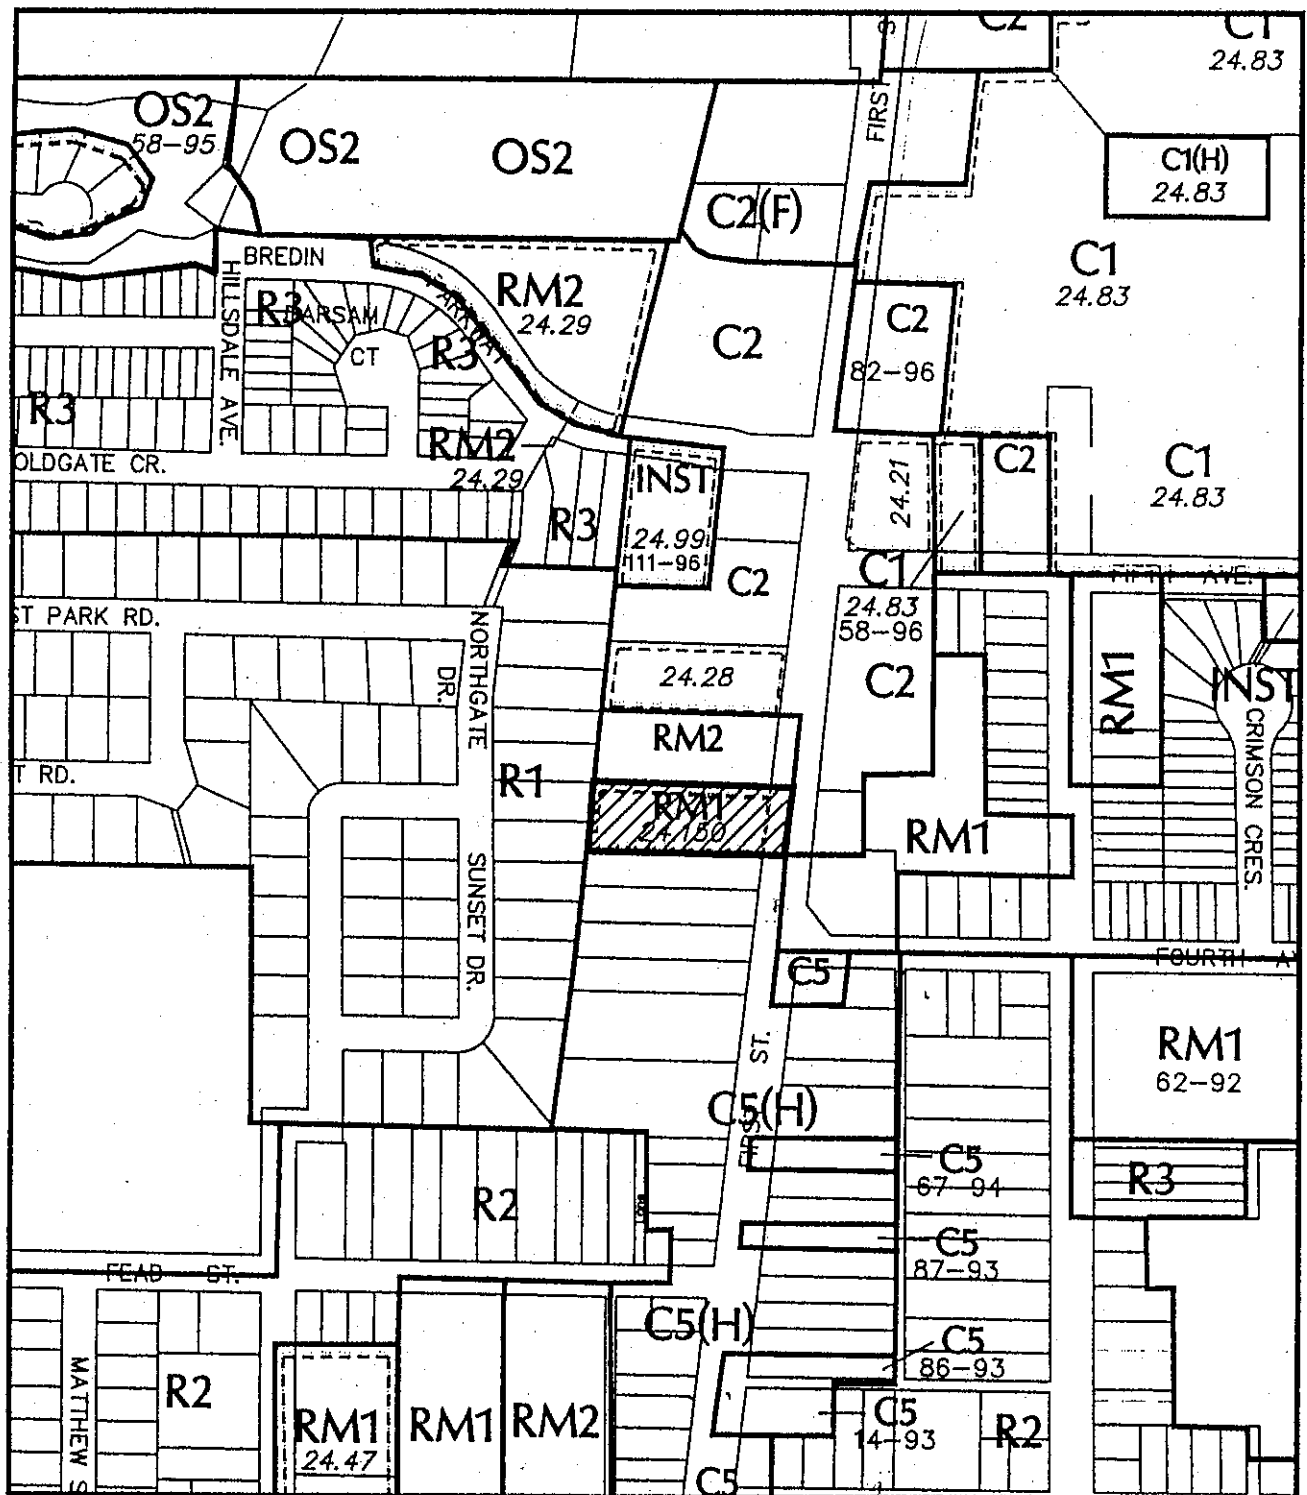 C2
C1
24.83
S
FIRS
OS2
58-95
OS2
OS2
C1(H)
24.83
C2(F)
BREDIN
PARKWAY
HILLSDALE AVE.
R3
DARSAM
CT
R3
RM2
24.29
C2
C1
24.83
C2
82-96
R3
RM2
24.29
OLDGATE CR.
INST
24.99
111-96
R3
C2
24.21
C2
C1
24.83
C1
24.83
58-96
FIFTH AVE.
ST PARK RD.
NORTHGATE
DR.
24.28
C2
RM1
INST
CRIMSON CRES.
RM2
T RD.
R1
RM1
24.150
RM1
SUNSET DR.
FOURTH A
C5
ST.
RM1
62-92
C5(H)
C5
67-94
R3
R2
C5
87-93
FEAD ST.
C5(H)
C5
86-93
MATTHEW S
R2
RM1
24.47
RM1
RM2
C5
14-93
R2
C5